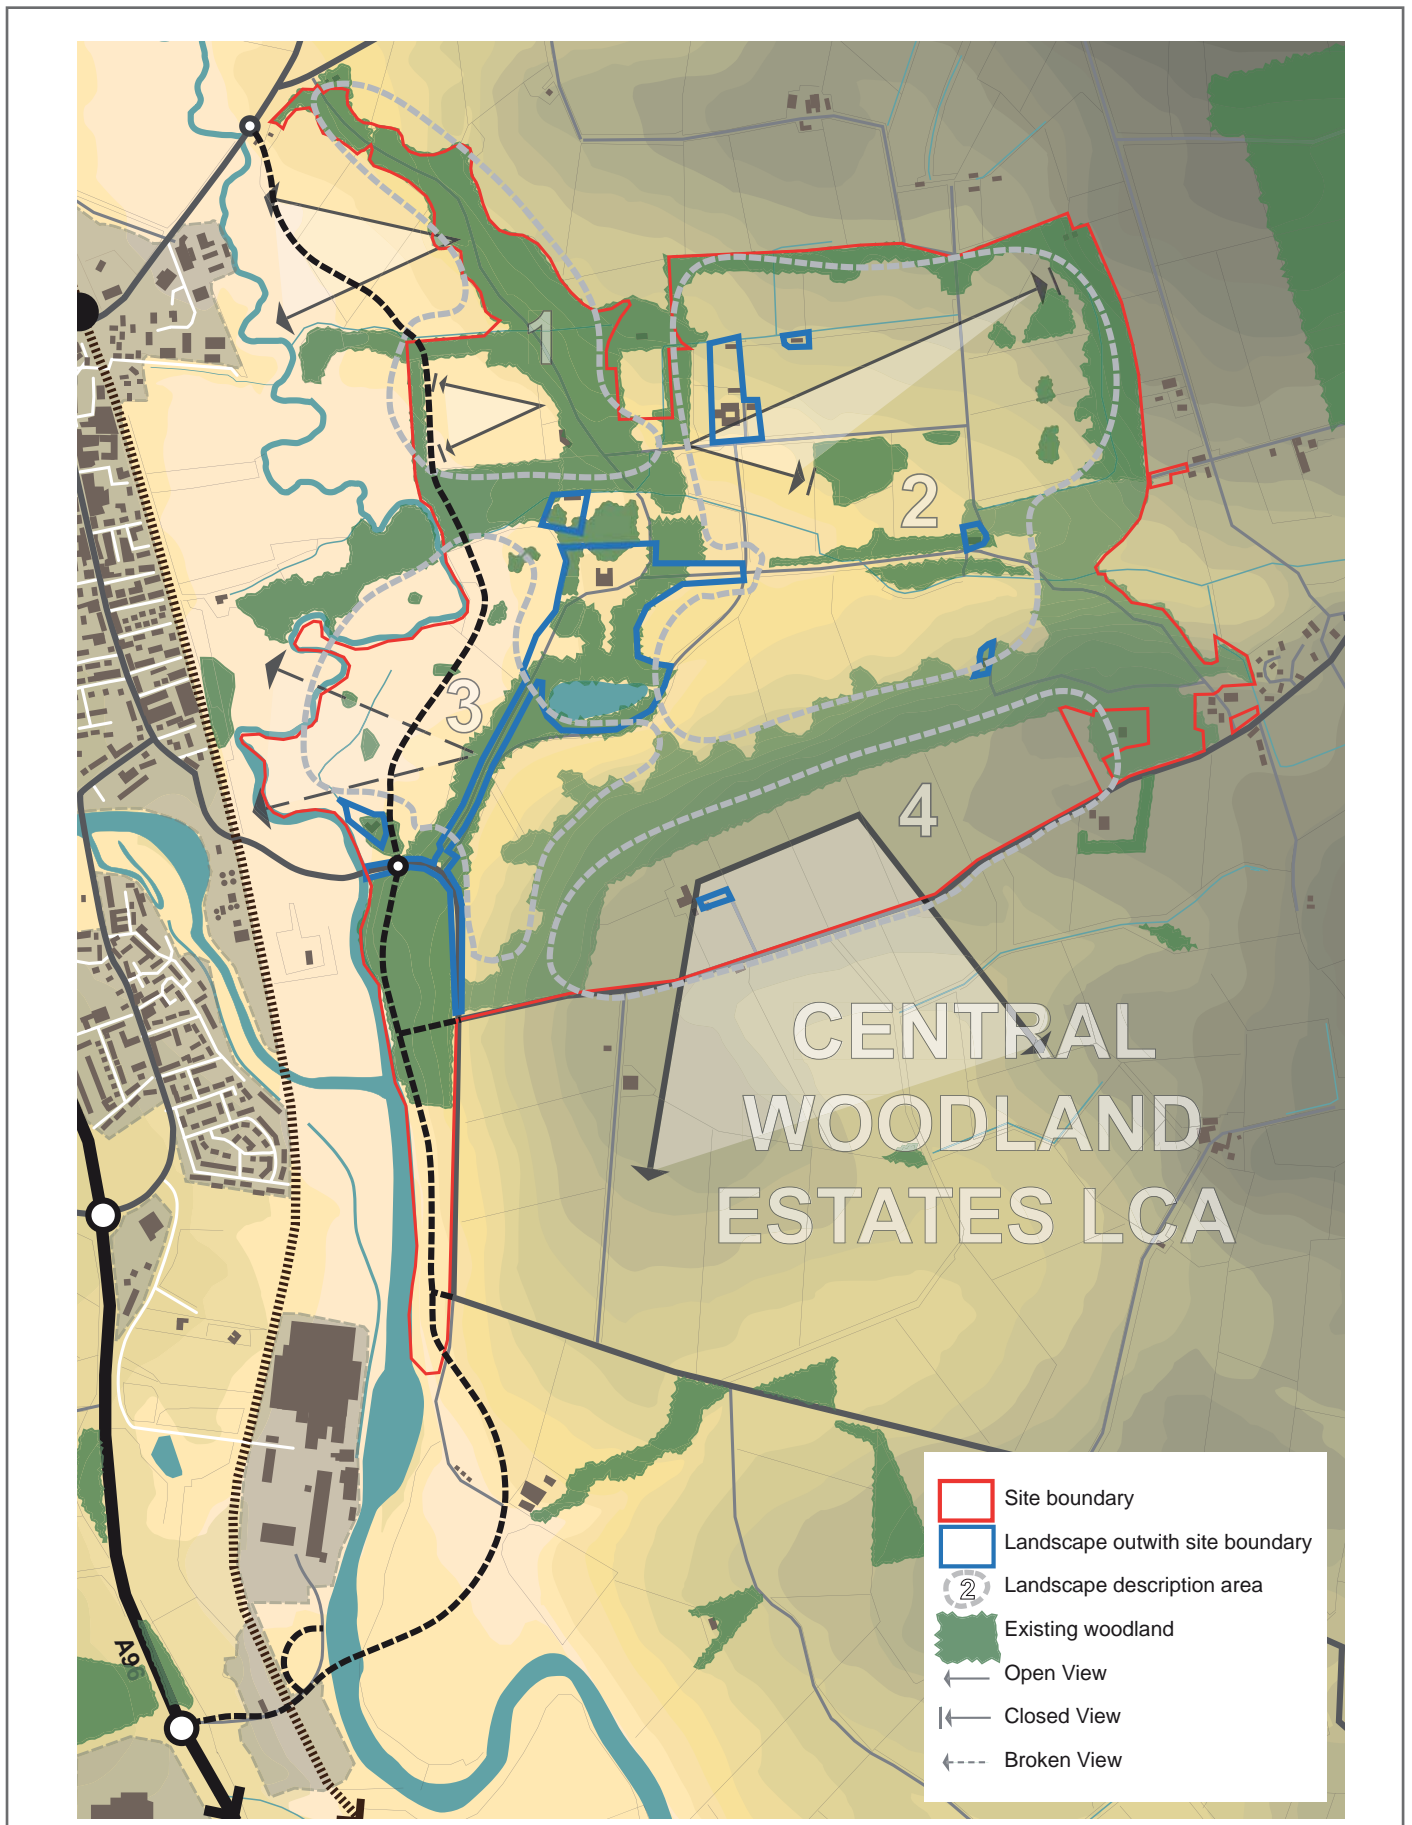 1
2
3
4
CENTRAL
WOODLAND
ESTATES LCA
A96
Site boundary
Landscape outwith site boundary
2
Landscape description area
Existing woodland
Open View
Closed View
Broken View